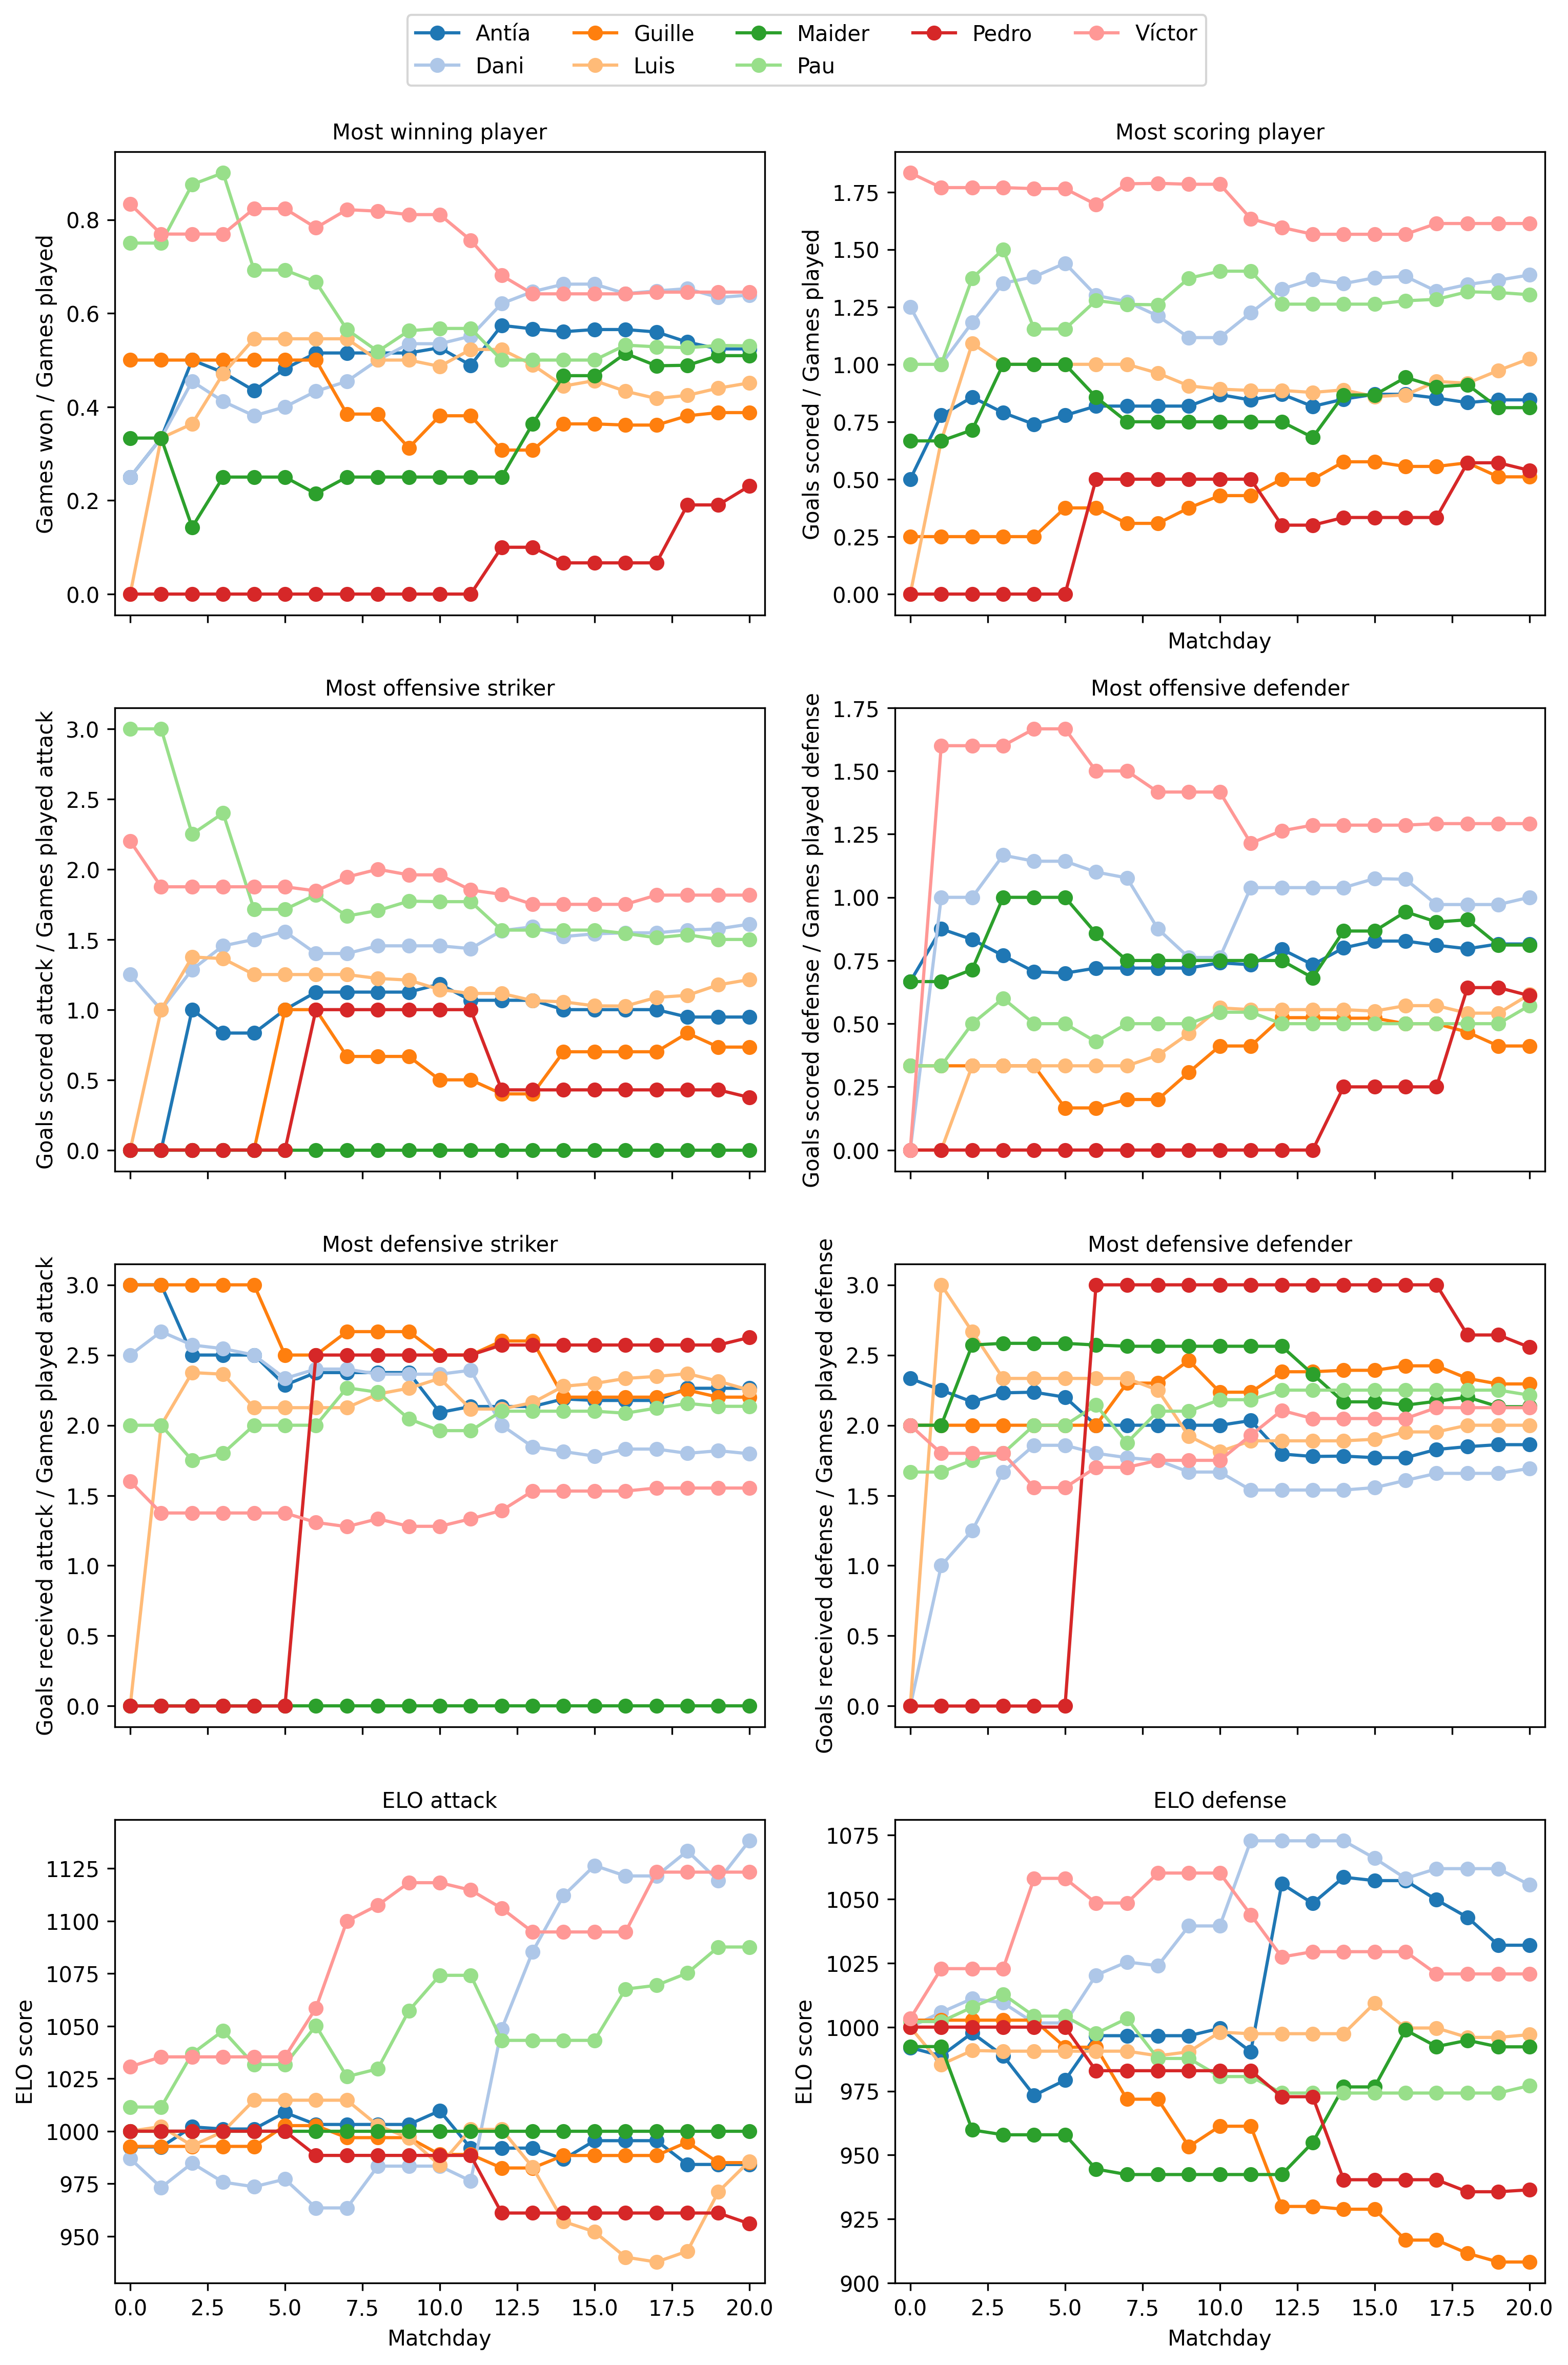 Antía Guille Maider Pedro Víctor
Dani Luis Pau
Most winning player
Games won / Games played
0.8
0.6
0.4
0.2
0.0
Most scoring player
Goals scored / Games played
1.75
1.50
1.25
1.00
0.75
0.50
0.25
0.00
Matchday
Most offensive striker
Goals scored attack / Games played attack
3.0
2.5
2.0
1.5
1.0
0.5
0.0
Most offensive defender
Goals scored defense / Games played defense
1.75
1.50
1.25
1.00
0.75
0.50
0.25
0.00
Most defensive striker
Goals received attack / Games played attack
3.0
2.5
2.0
1.5
1.0
0.5
0.0
Most defensive defender
Goals received defense / Games played defense
3.0
2.5
2.0
1.5
1.0
0.5
0.0
ELO attack
ELO score
1125
1100
1075
1050
1025
1000
975
950
0.0 2.5 5.0 7.5 10.0 12.5 15.0 17.5 20.0
Matchday
ELO defense
ELO score
1075
1050
1025
1000
975
950
925
900
0.0 2.5 5.0 7.5 10.0 12.5 15.0 17.5 20.0
Matchday